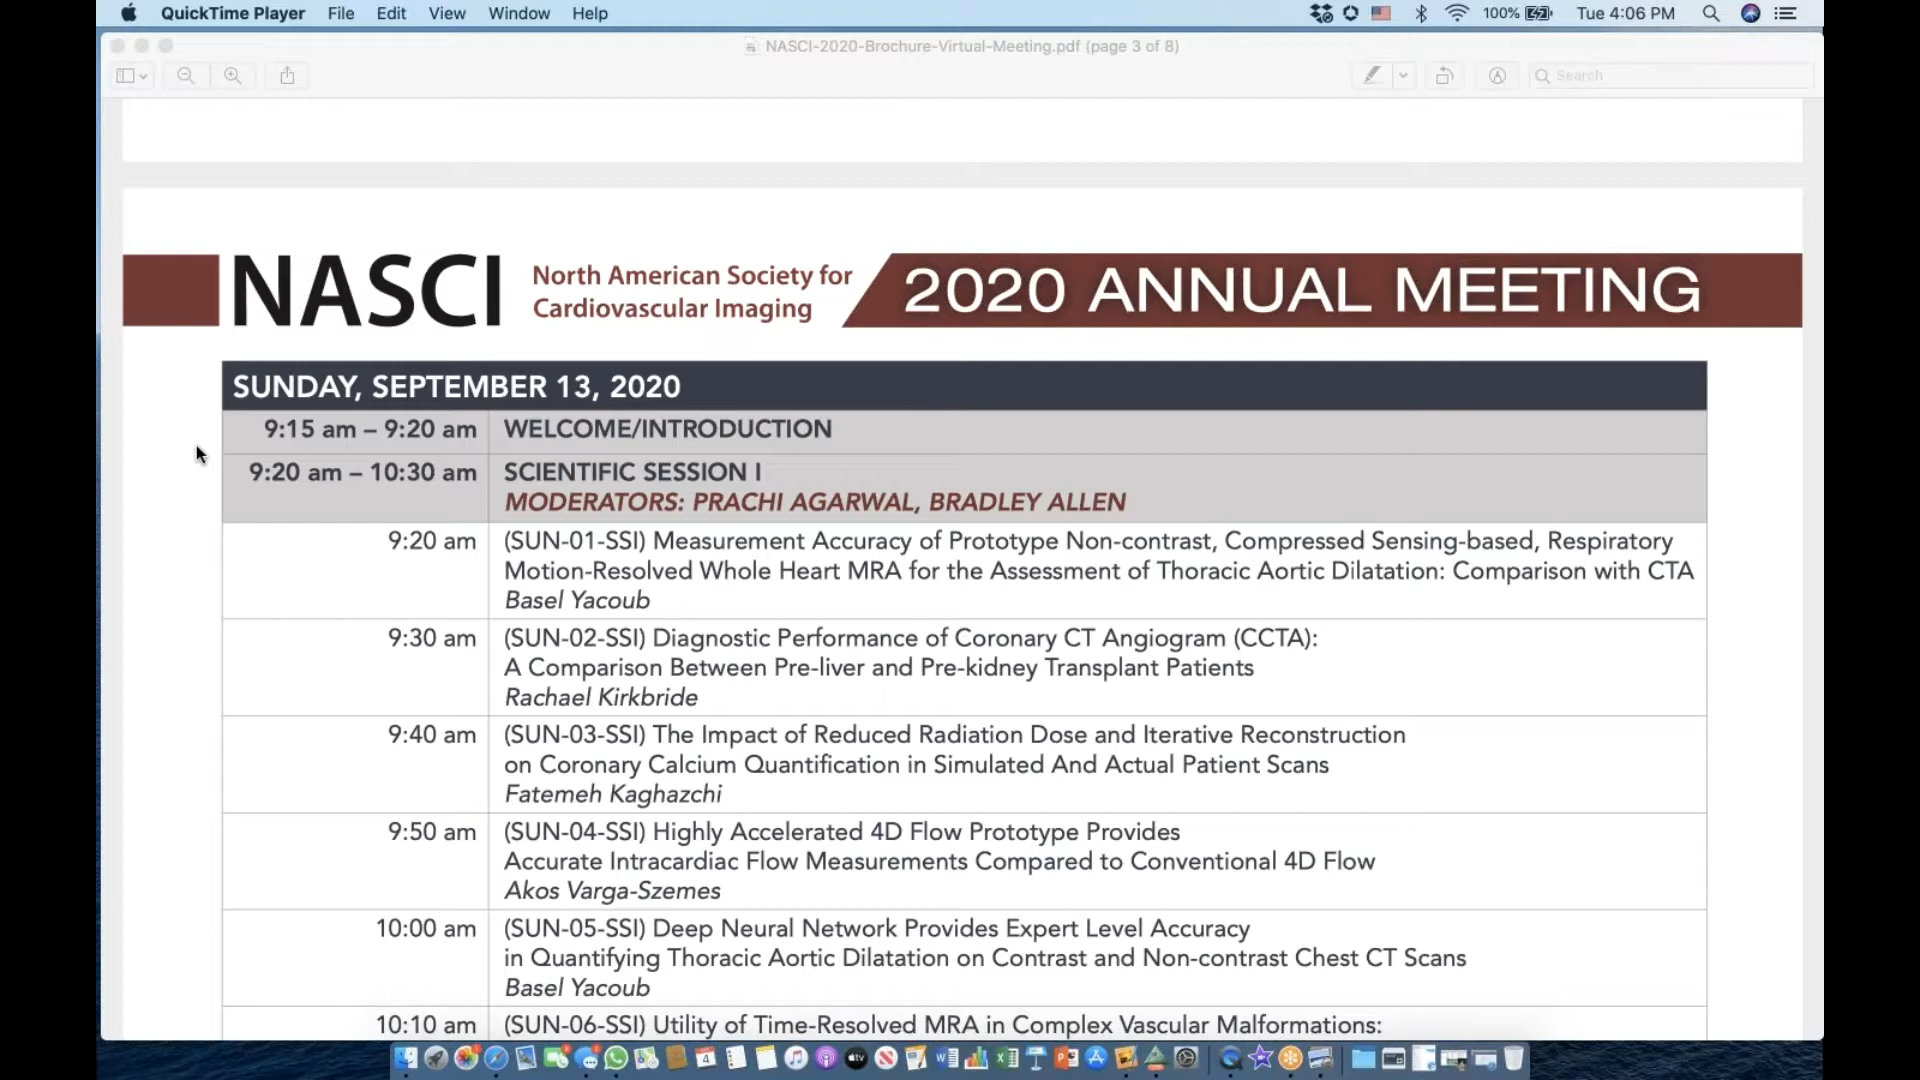 QuickTime Player File Edit View Window Help 100% Tue 4:06 PM
NASCI-2020-Brochure-Virtual-Meeting.pdf (page 3 of 8)
Search
NASCI North American Society for Cardiovascular Imaging 2020 ANNUAL MEETING
SUNDAY, SEPTEMBER 13, 2020
9:15 am – 9:20 am WELCOME/INTRODUCTION
9:20 am – 10:30 am SCIENTIFIC SESSION I
MODERATORS: PRACHI AGARWAL, BRADLEY ALLEN
9:20 am (SUN-01-SSI) Measurement Accuracy of Prototype Non-contrast, Compressed Sensing-based, Respiratory
Motion-Resolved Whole Heart MRA for the Assessment of Thoracic Aortic Dilatation: Comparison with CTA
Basel Yacoub
9:30 am (SUN-02-SSI) Diagnostic Performance of Coronary CT Angiogram (CCTA):
A Comparison Between Pre-liver and Pre-kidney Transplant Patients
Rachael Kirkbride
9:40 am (SUN-03-SSI) The Impact of Reduced Radiation Dose and Iterative Reconstruction
on Coronary Calcium Quantification in Simulated And Actual Patient Scans
Fatemeh Kaghazchi
9:50 am (SUN-04-SSI) Highly Accelerated 4D Flow Prototype Provides
Accurate Intracardiac Flow Measurements Compared to Conventional 4D Flow
Akos Varga-Szemes
10:00 am (SUN-05-SSI) Deep Neural Network Provides Expert Level Accuracy
in Quantifying Thoracic Aortic Dilatation on Contrast and Non-contrast Chest CT Scans
Basel Yacoub
10:10 am (SUN-06-SSI) Utility of Time-Resolved MRA in Complex Vascular Malformations: